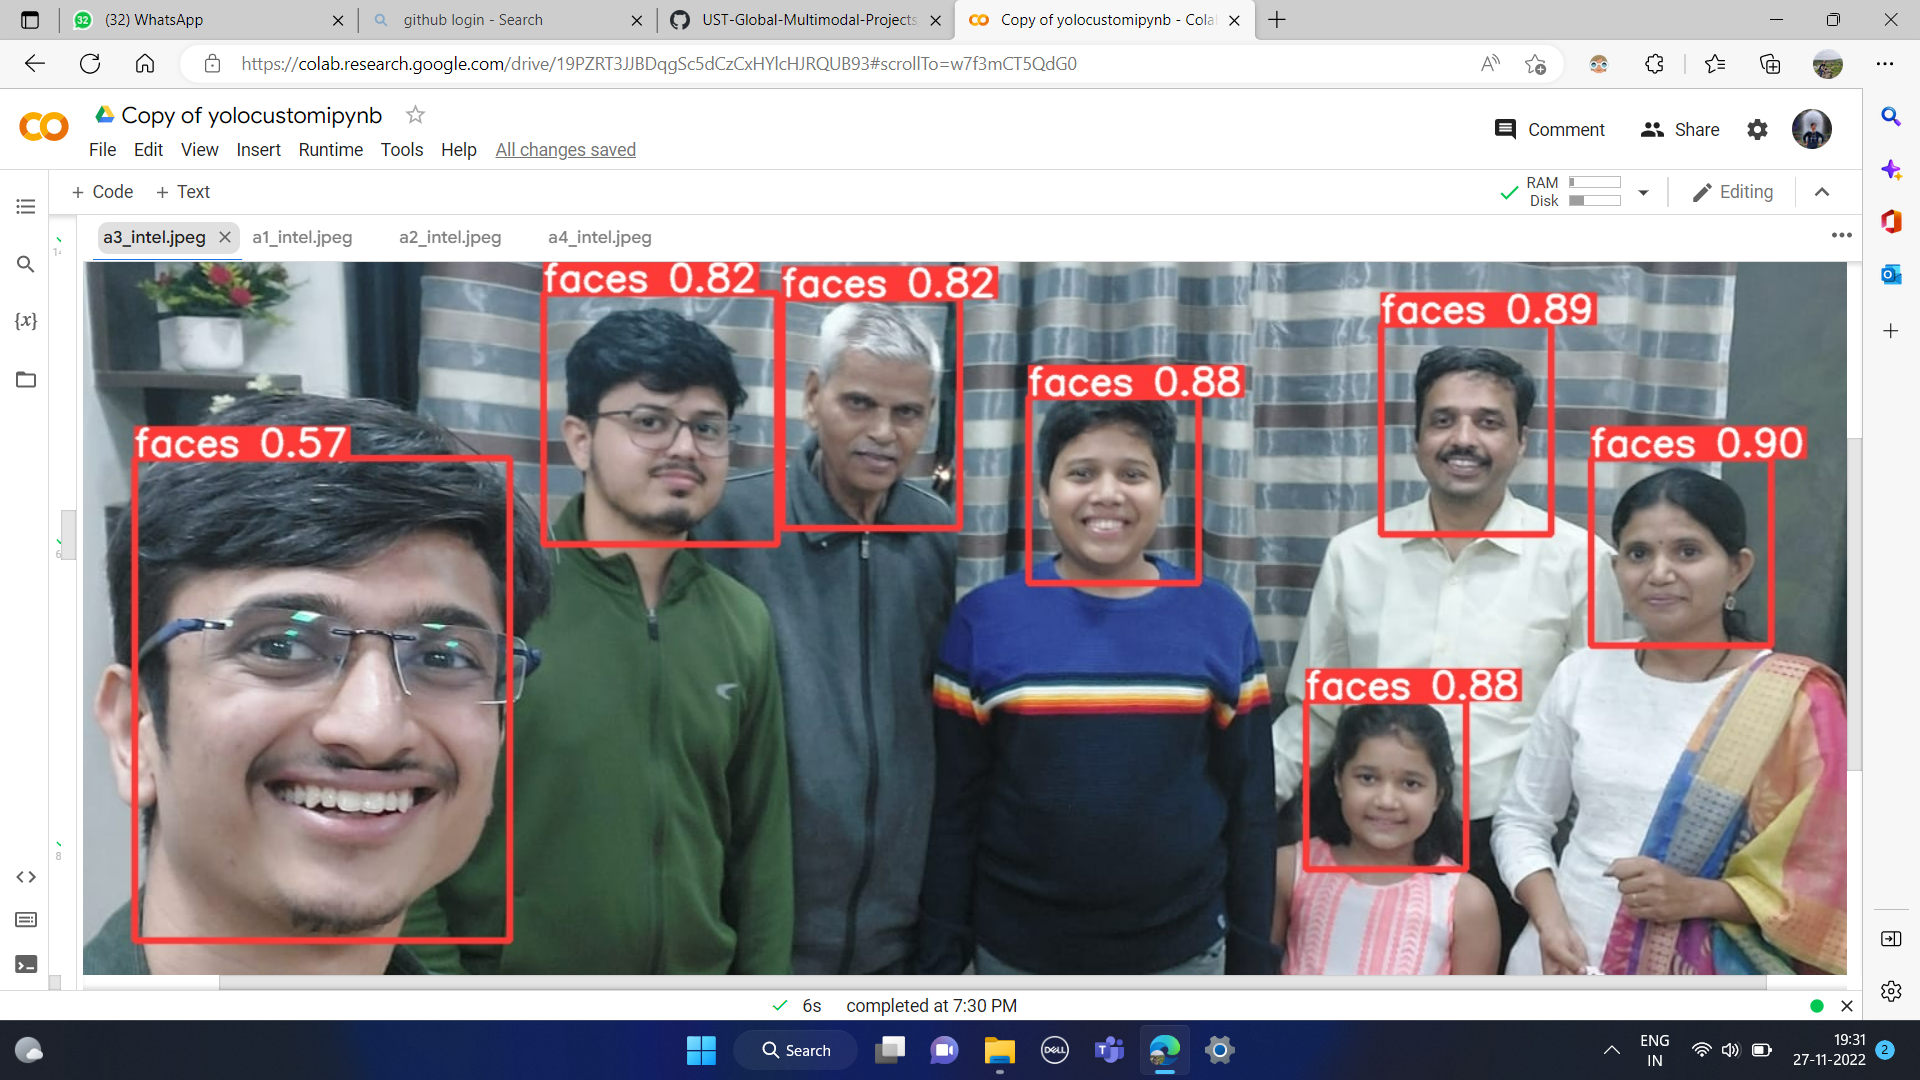 (32) WhatsApp
github login - Search
UST-Global-Multimodal-Projects
Copy of yolocustomipynb - Cola
https://colab.research.google.com/drive/19PZRT3JJBDqgSc5dCzCxHYlcHJRQUB93#scrollTo=w7f3mCT5QdG0
Copy of yolocustomipynb
File Edit View Insert Runtime Tools Help All changes saved
Comment Share
+ Code + Text
RAM
Disk
Editing
a3_intel.jpeg a1_intel.jpeg a2_intel.jpeg a4_intel.jpeg
faces 0.82
faces 0.82
faces 0.89
faces 0.88
faces 0.57
faces 0.90
faces 0.88
6s completed at 7:30 PM
Search
DELL
ENG
IN
19:31
27-11-2022
2